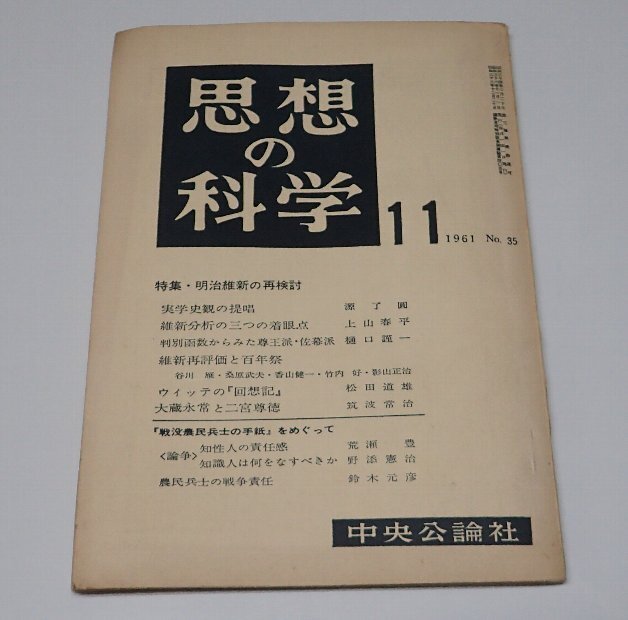 思想
の
科学
11 1961 No. 35
特集・明治維新の再検討
実学史観の提唱 源了圓
維新分析の三つの着眼点 上山春平
判別函数からみた尊王派・佐幕派 樋口謹一
維新再評価と百年祭
谷川 雁・桑原武夫・香山健一・竹内 好・影山正治
ウィッテの『回想記』 松田道雄
大蔵永常と二宮尊徳 筑波常治
『戦没農民兵士の手紙』をめぐって
〈論争〉
知性人の責任感 荒瀬豊
知識人は何をなすべきか 野添憲治
農民兵士の戦争責任 鈴木元彦
中央公論社